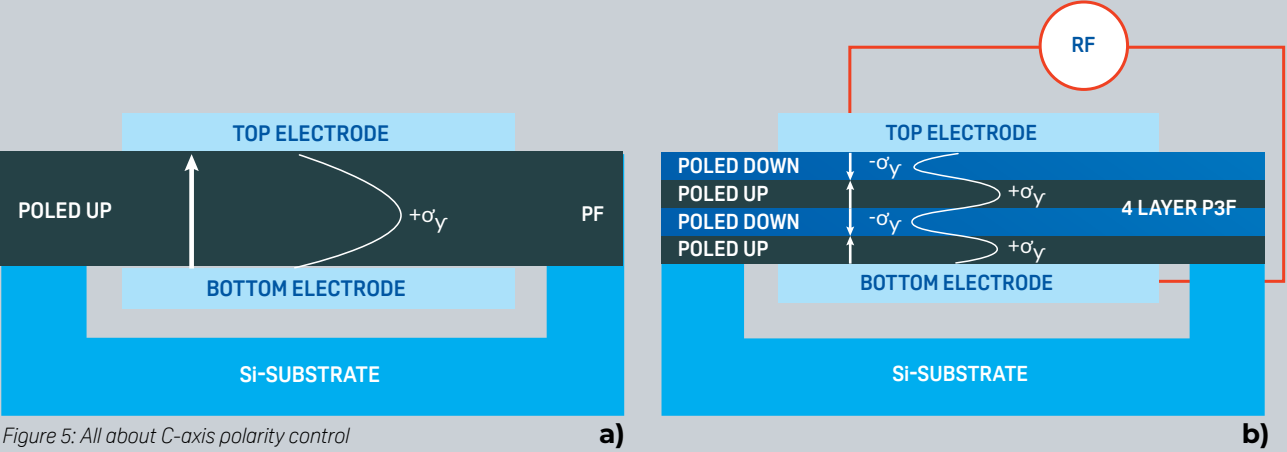 TOP ELECTRODE
POLED UP
+σy
PF
BOTTOM ELECTRODE
Si-SUBSTRATE
Figure 5: All about C-axis polarity control
a)
RF
TOP ELECTRODE
POLED DOWN
-σy
POLED UP
+σy
4 LAYER P3F
POLED DOWN
-σy
POLED UP
+σy
BOTTOM ELECTRODE
Si-SUBSTRATE
b)